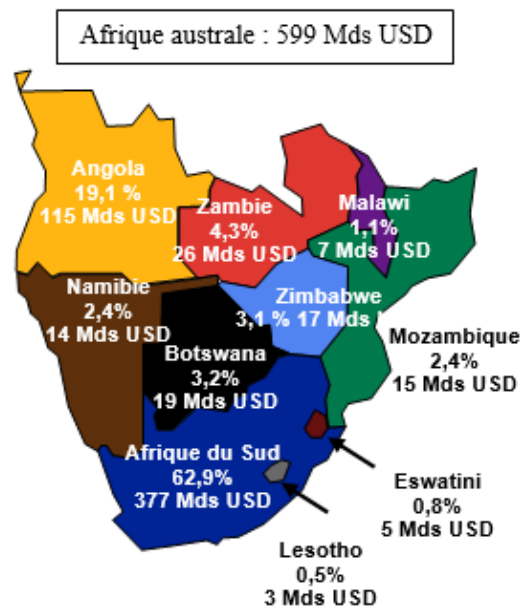 Afrique australe : 599 Mds USD
Angola
19,1 %
115 Mds USD
Zambie
4,3%
26 Mds USD
Malawi
1,1%
7 Mds USD
Namibie
2,4%
14 Mds USD
Zimbabwe
3,1 % 17 Mds
Botswana
3,2%
19 Mds USD
Mozambique
2,4%
15 Mds USD
Afrique du Sud
62,9%
377 Mds USD
Eswatini
0,8%
5 Mds USD
Lesotho
0,5%
3 Mds USD